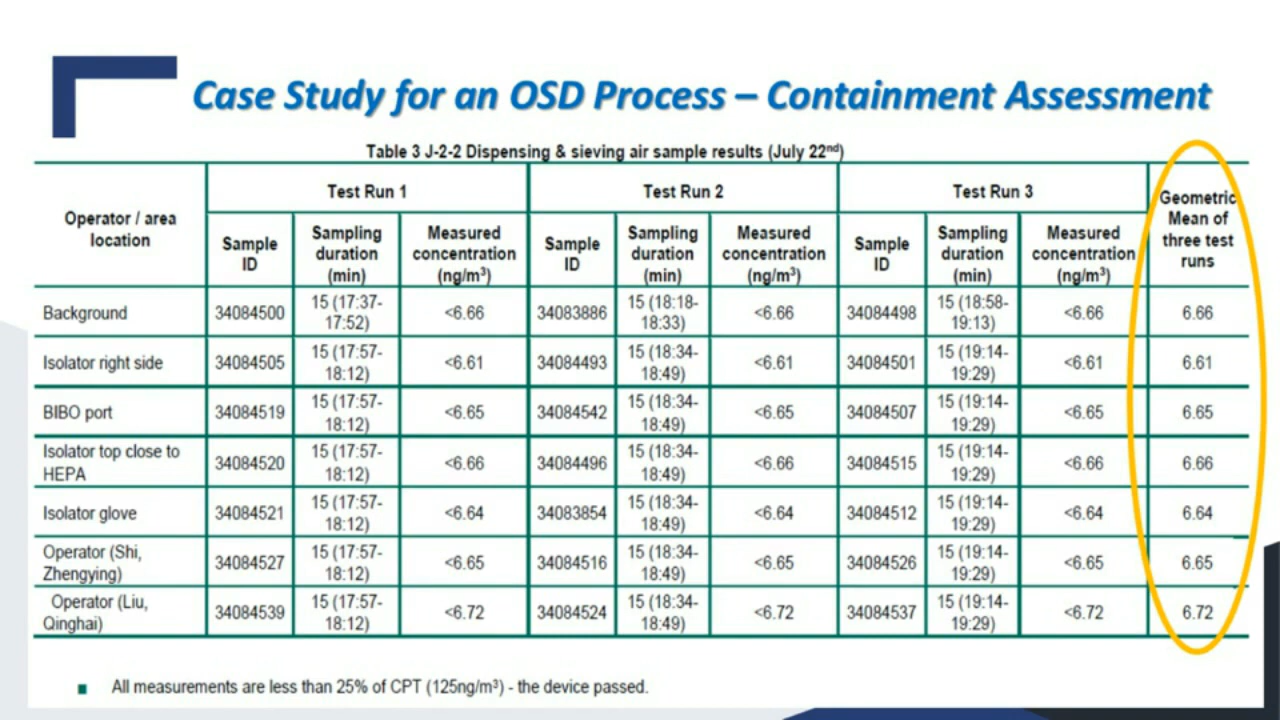 Case Study for an OSD Process – Containment Assessment
Table 3 J-2-2 Dispensing & sieving air sample results (July 22nd)
Operator / area location Test Run 1 Test Run 2 Test Run 3 Geometric Mean of three test runs
Sample ID Sampling duration (min) Measured concentration (ng/m³) Sample ID Sampling duration (min) Measured concentration (ng/m³) Sample ID Sampling duration (min) Measured concentration (ng/m³)
Background 34084500 15 (17:37-17:52) <6.66 34083886 15 (18:18-18:33) <6.66 34084498 15 (18:58-19:13) <6.66 6.66
Isolator right side 34084505 15 (17:57-18:12) <6.61 34084493 15 (18:34-18:49) <6.61 34084501 15 (19:14-19:29) <6.61 6.61
BIBO port 34084519 15 (17:57-18:12) <6.65 34084542 15 (18:34-18:49) <6.65 34084507 15 (19:14-19:29) <6.65 6.65
Isolator top close to HEPA 34084520 15 (17:57-18:12) <6.66 34084496 15 (18:34-18:49) <6.66 34084515 15 (19:14-19:29) <6.66 6.66
Isolator glove 34084521 15 (17:57-18:12) <6.64 34083854 15 (18:34-18:49) <6.64 34084512 15 (19:14-19:29) <6.64 6.64
Operator (Shi, Zhengying) 34084527 15 (17:57-18:12) <6.65 34084516 15 (18:34-18:49) <6.65 34084526 15 (19:14-19:29) <6.65 6.65
Operator (Liu, Qinghai) 34084539 15 (17:57-18:12) <6.72 34084524 15 (18:34-18:49) <6.72 34084537 15 (19:14-19:29) <6.72 6.72
■ All measurements are less than 25% of CPT (125ng/m³) - the device passed.